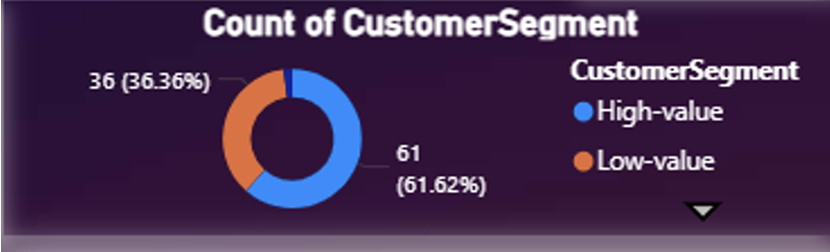 Count of CustomerSegment
36 (36.36%)
61
(61.62%)
CustomerSegment
High-value
Low-value